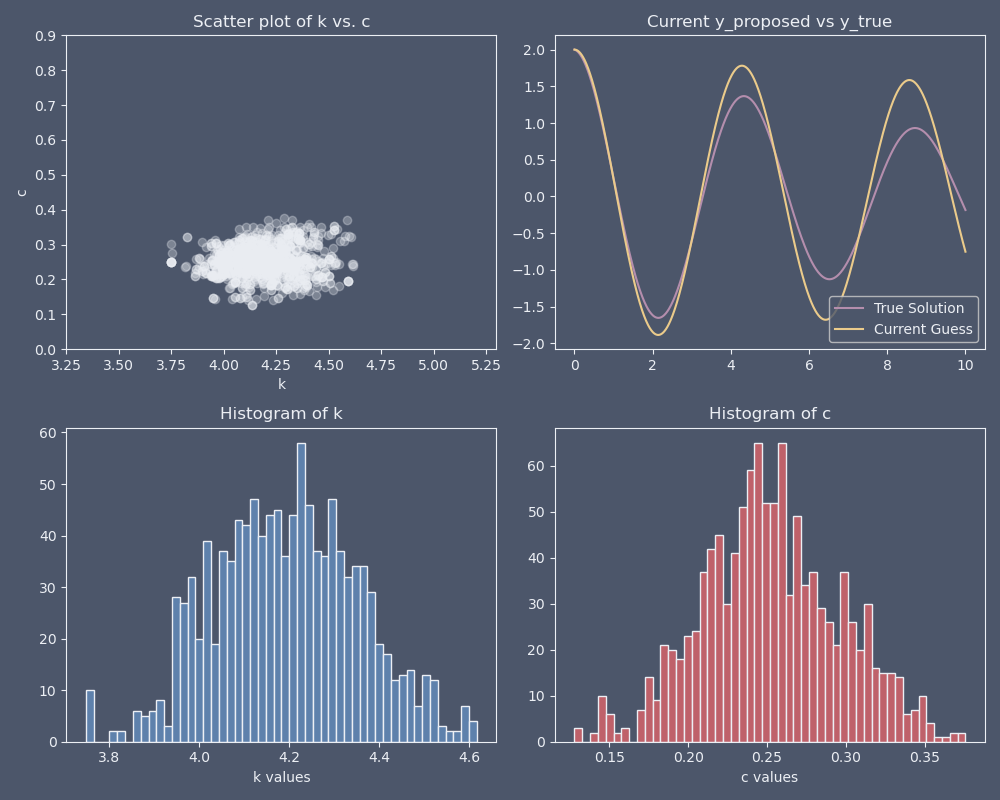 Scatter plot of k vs. c
0.9
0.8
0.7
0.6
0.5
0.4
0.3
0.2
0.1
0.0
c
3.25 3.50 3.75 4.00 4.25 4.50 4.75 5.00 5.25
k
Current y_proposed vs y_true
2.0
1.5
1.0
0.5
0.0
−0.5
−1.0
−1.5
−2.0
True Solution
Current Guess
0 2 4 6 8 10
Histogram of k
60
50
40
30
20
10
0
3.8 4.0 4.2 4.4 4.6
k values
Histogram of c
60
50
40
30
20
10
0
0.15 0.20 0.25 0.30 0.35
c values